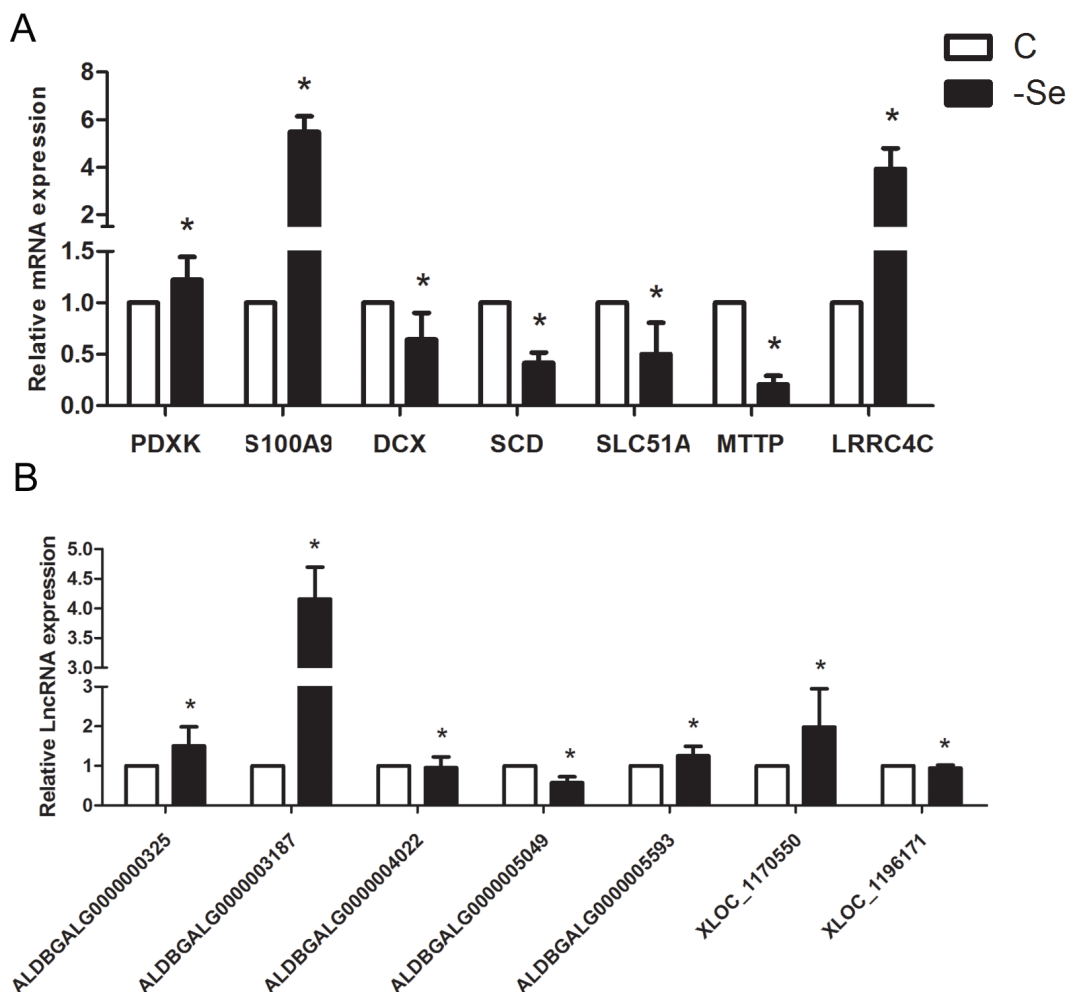 A
C
-Se
Relative mRNA expression
8
6
4
2
1.5
1.0
0.5
0.0
*
*
*
*
*
*
*
PDXK S100A9 DCX SCD SLC51A MTTP LRRC4C
B
Relative LncRNA expression
5.0
4.5
4.0
3.5
3.0
3
2
1
0
*
*
*
*
*
*
*
ALDBGALG0000000325
ALDBGALG0000003187
ALDBGALG0000004022
ALDBGALG0000005049
ALDBGALG0000005593
XLOC_1170550
XLOC_1196171